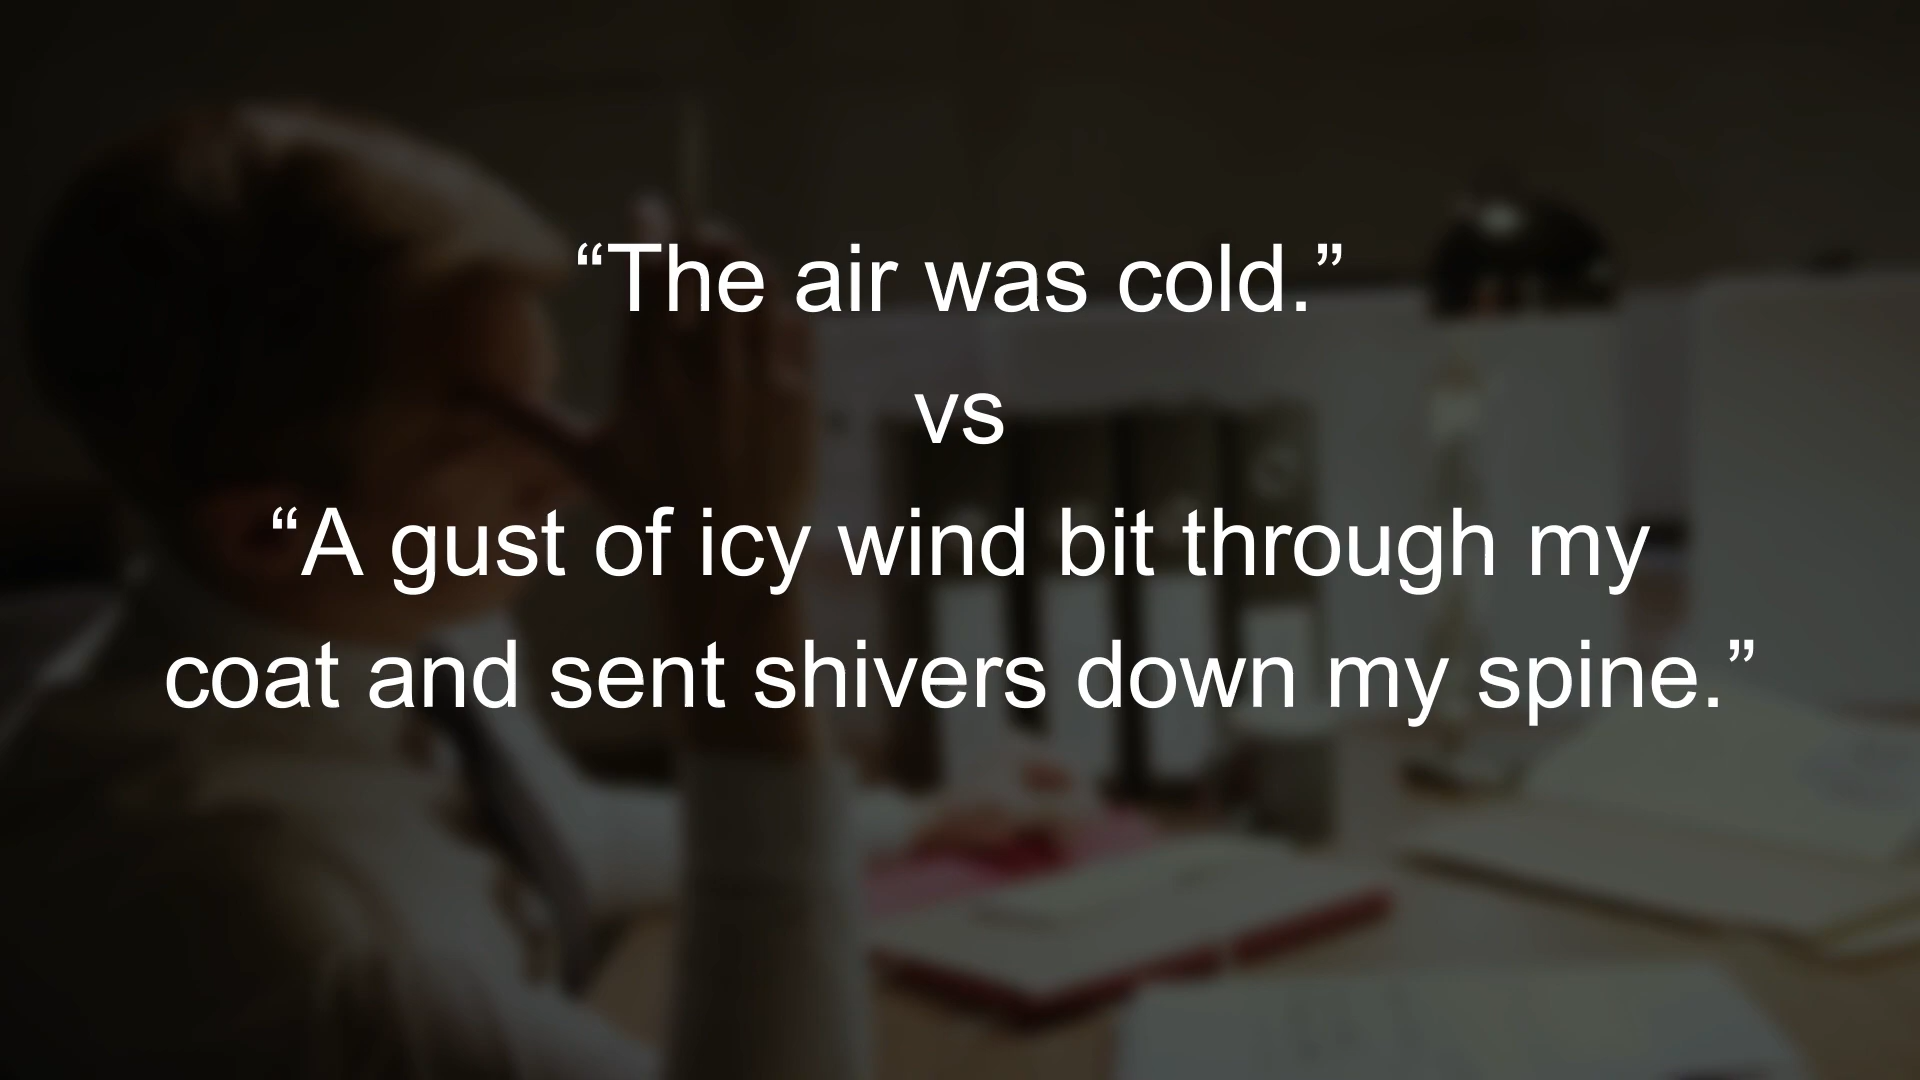 “The air was cold.”
vs
“A gust of icy wind bit through my
coat and sent shivers down my spine.”